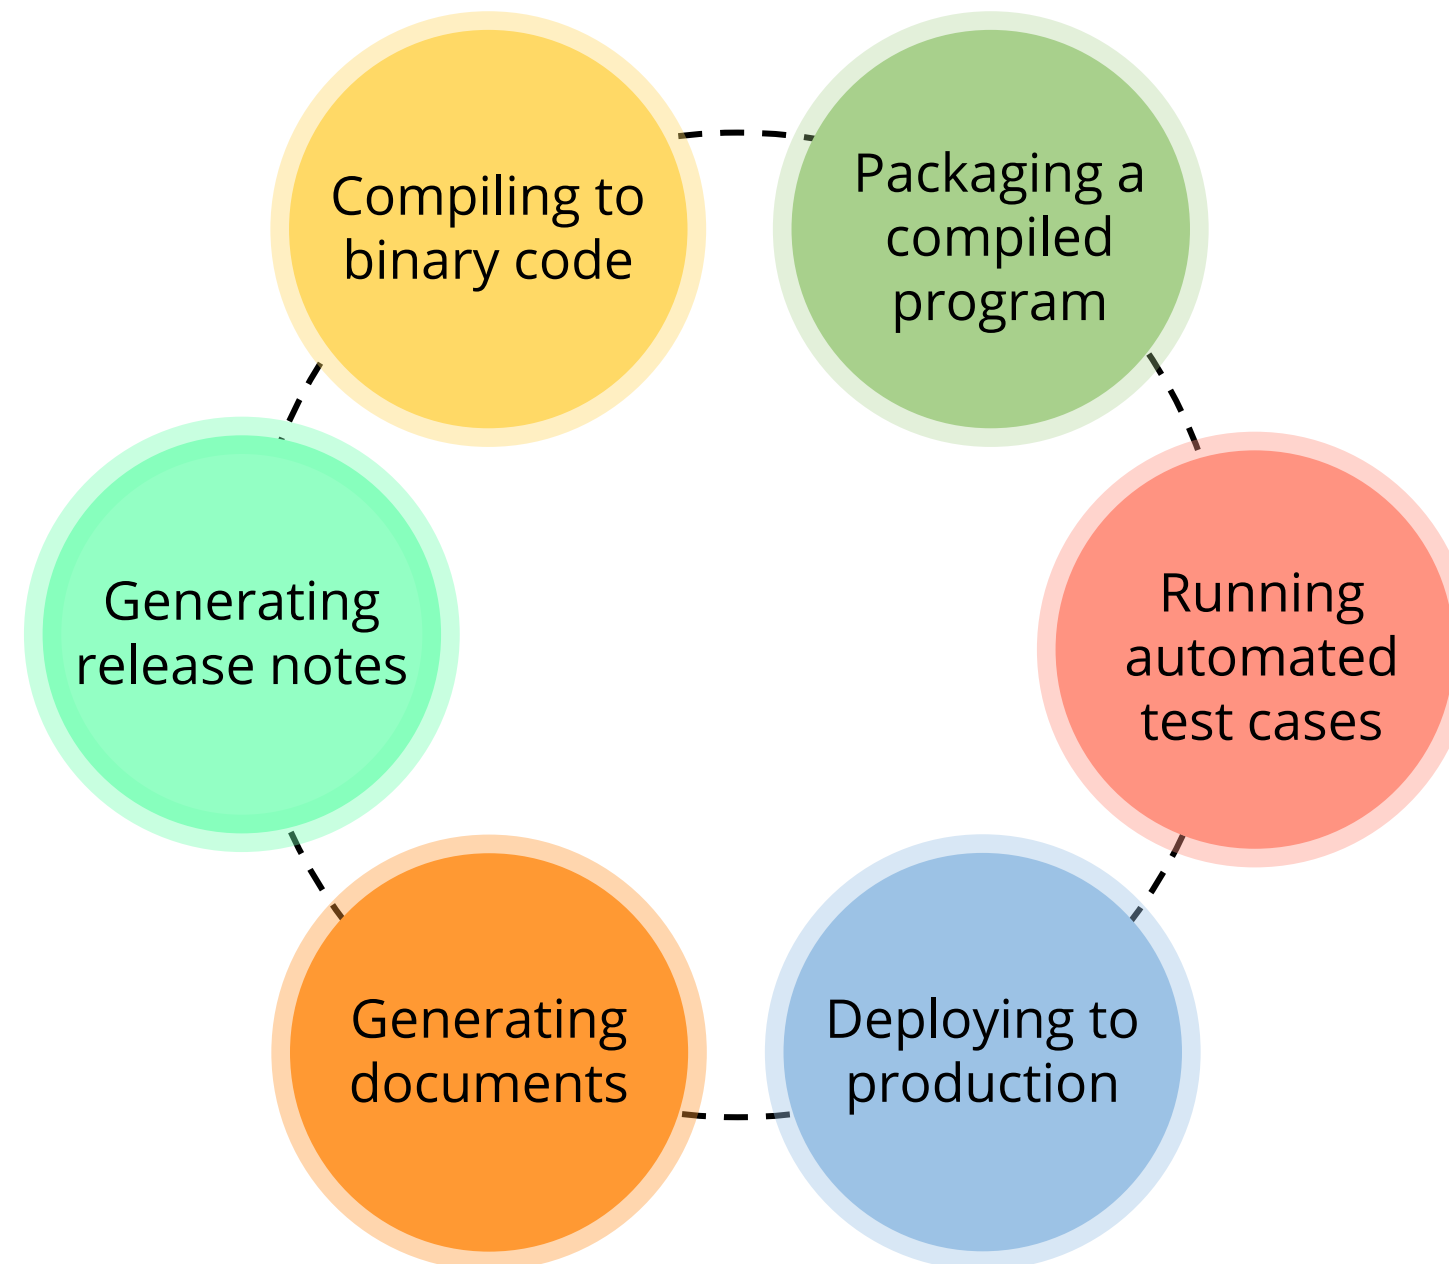 Compiling to
binary code
Packaging a
compiled
program
Running
automated
test cases
Deploying to
production
Generating
documents
Generating
release notes